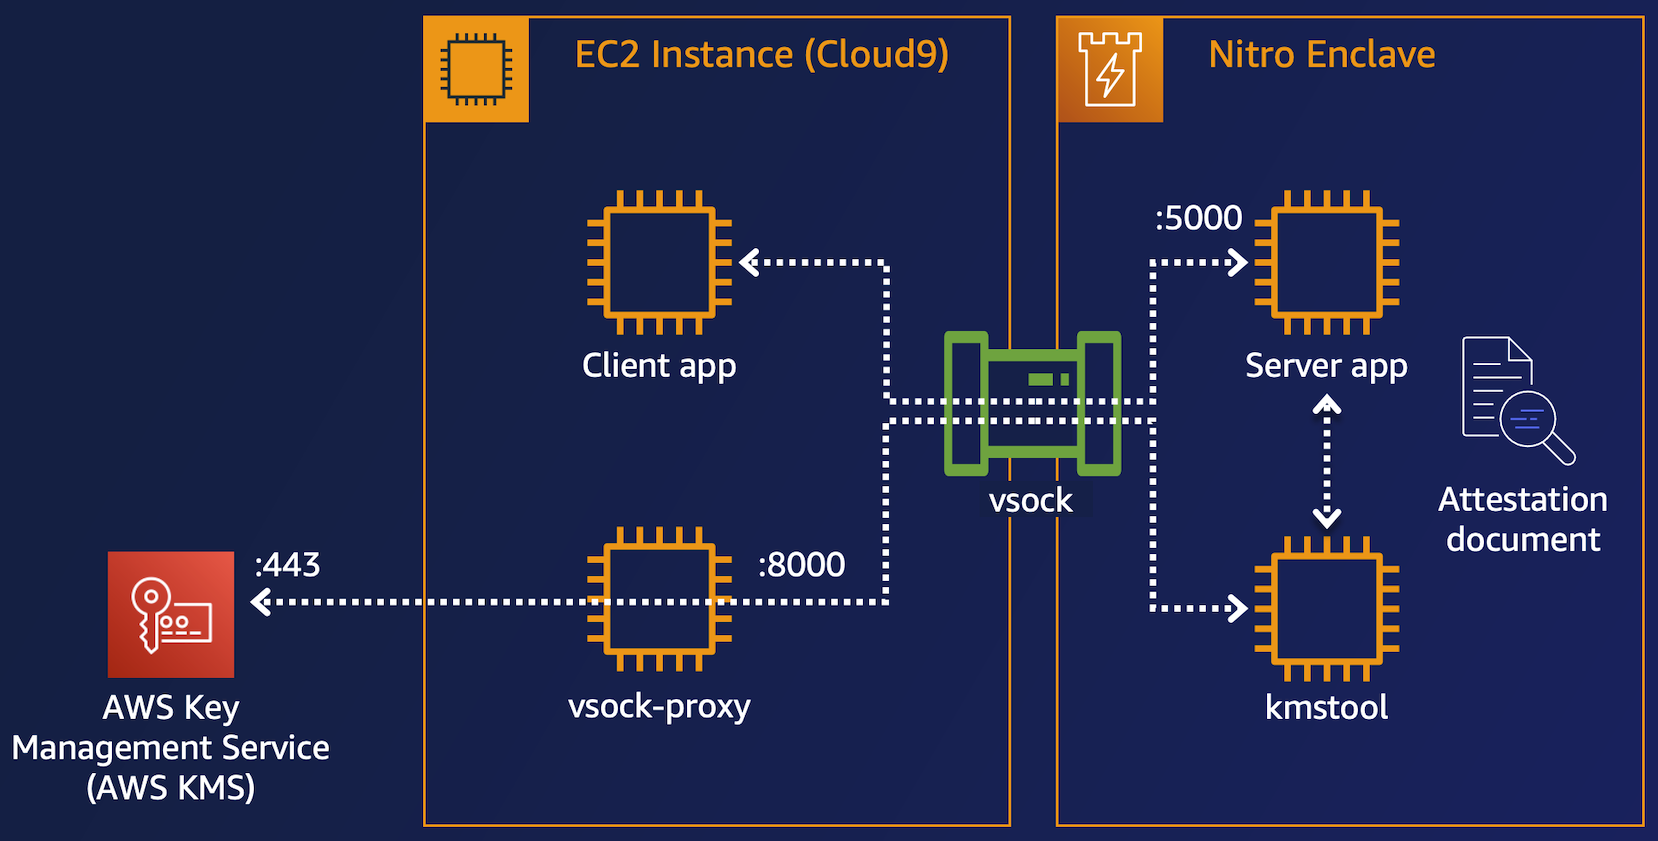 EC2 Instance (Cloud9)
Nitro Enclave
:5000
Client app
Server app
vsock
Attestation
document
:443
:8000
vsock-proxy
kmstool
AWS Key
Management Service
(AWS KMS)